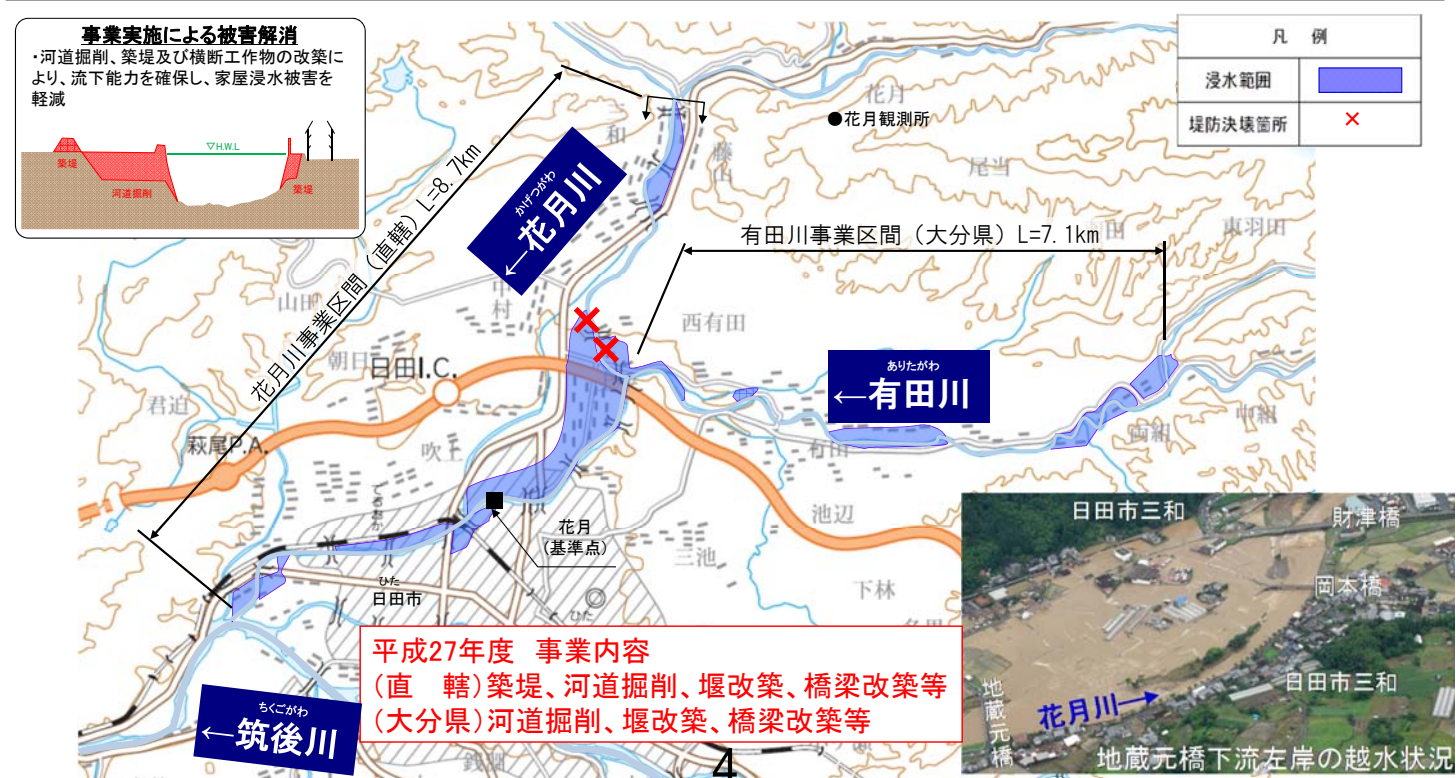 事業実施による被害解消
・河道掘削、築堤及び横断工作物の改築に
より、流下能力を確保し、家屋浸水被害を
軽減
▽H.W.L
築堤
河道掘削
築堤
凡 例
浸水範囲
堤防決壊箇所
×
花月
●花月観測所
三和
藤山
尾当
東羽田
かげつがわ
←花月川
花月川事業区間（直轄）L=8.7km
有田川事業区間（大分県）L=7.1km
山田
中村
西有田
朝日
日田I.C.
ありたがわ
←有田川
君迫
萩尾P.A.
吹上
有田
両組
中組
池辺
花月
(基準点)
三池
下林
ひた
日田市
ひた
平成27年度 事業内容
(直 轄)築堤、河道掘削、堰改築、橋梁改築等
(大分県)河道掘削、堰改築、橋梁改築等
ちくごがわ
←筑後川
4
日田市三和
財津橋
岡本橋
日田市三和
地蔵元橋
花月川→
地蔵元橋下流左岸の越水状況